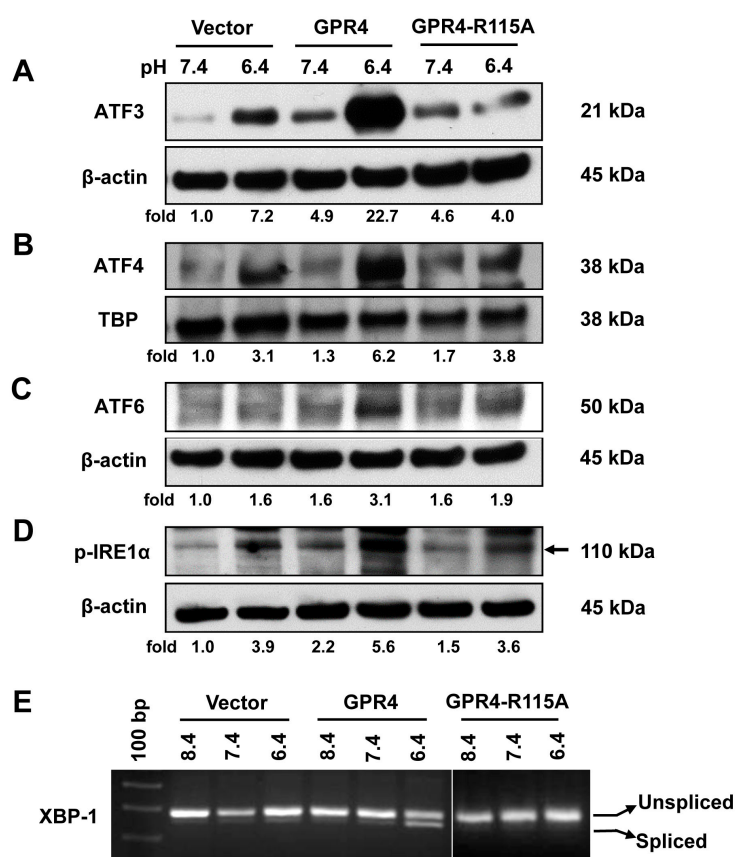 Vector GPR4 GPR4-R115A
pH 7.4 6.4 7.4 6.4 7.4 6.4
A
ATF3 21 kDa
β-actin 45 kDa
fold 1.0 7.2 4.9 22.7 4.6 4.0
B
ATF4 38 kDa
TBP 38 kDa
fold 1.0 3.1 1.3 6.2 1.7 3.8
C
ATF6 50 kDa
β-actin 45 kDa
fold 1.0 1.6 1.6 3.1 1.6 1.9
D
p-IRE1α 110 kDa
β-actin 45 kDa
fold 1.0 3.9 2.2 5.6 1.5 3.6
E
Vector GPR4 GPR4-R115A
100 bp 8.4 7.4 6.4 8.4 7.4 6.4 8.4 7.4 6.4
XBP-1 Unspliced
Spliced